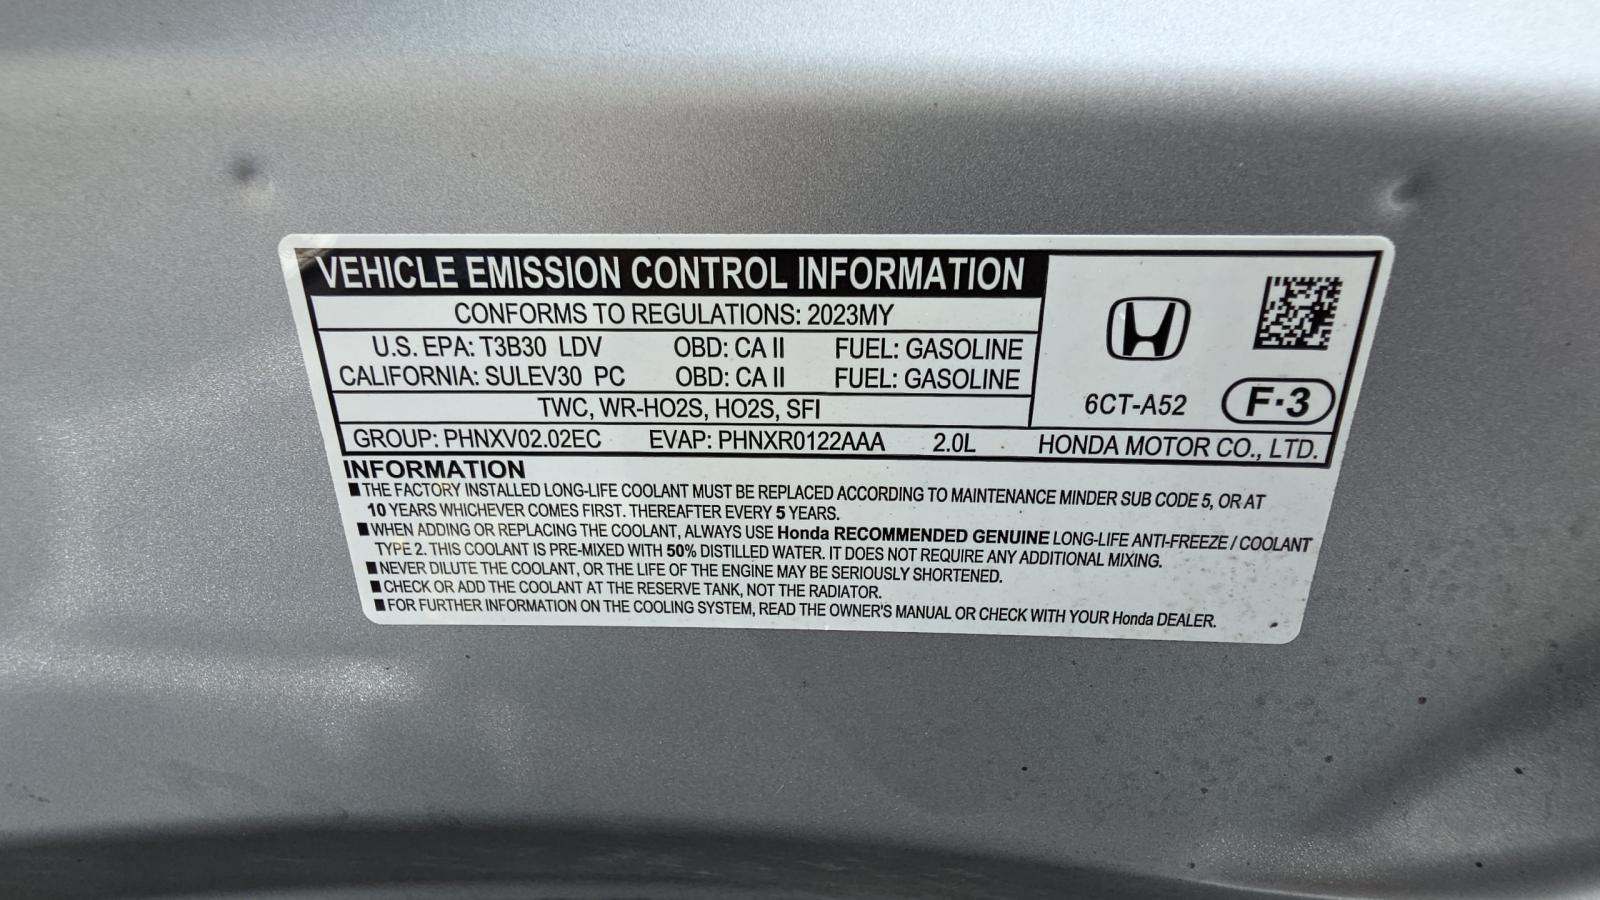 VEHICLE EMISSION CONTROL INFORMATION
CONFORMS TO REGULATIONS: 2023MY
U.S. EPA: T3B30 LDV OBD: CA II FUEL: GASOLINE
CALIFORNIA: SULEV30 PC OBD: CA II FUEL: GASOLINE
TWC, WR-HO2S, HO2S, SFI
6CT-A52 F·3
GROUP: PHNXV02.02EC EVAP: PHNXR0122AAA 2.0L HONDA MOTOR CO., LTD.
INFORMATION
■ THE FACTORY INSTALLED LONG-LIFE COOLANT MUST BE REPLACED ACCORDING TO MAINTENANCE MINDER SUB CODE 5, OR AT
10 YEARS WHICHEVER COMES FIRST. THEREAFTER EVERY 5 YEARS.
■ WHEN ADDING OR REPLACING THE COOLANT, ALWAYS USE Honda RECOMMENDED GENUINE LONG-LIFE ANTI-FREEZE / COOLANT
TYPE 2. THIS COOLANT IS PRE-MIXED WITH 50% DISTILLED WATER. IT DOES NOT REQUIRE ANY ADDITIONAL MIXING.
■ NEVER DILUTE THE COOLANT, OR THE LIFE OF THE ENGINE MAY BE SERIOUSLY SHORTENED.
■ CHECK OR ADD THE COOLANT AT THE RESERVE TANK, NOT THE RADIATOR.
■ FOR FURTHER INFORMATION ON THE COOLING SYSTEM, READ THE OWNER'S MANUAL OR CHECK WITH YOUR Honda DEALER.